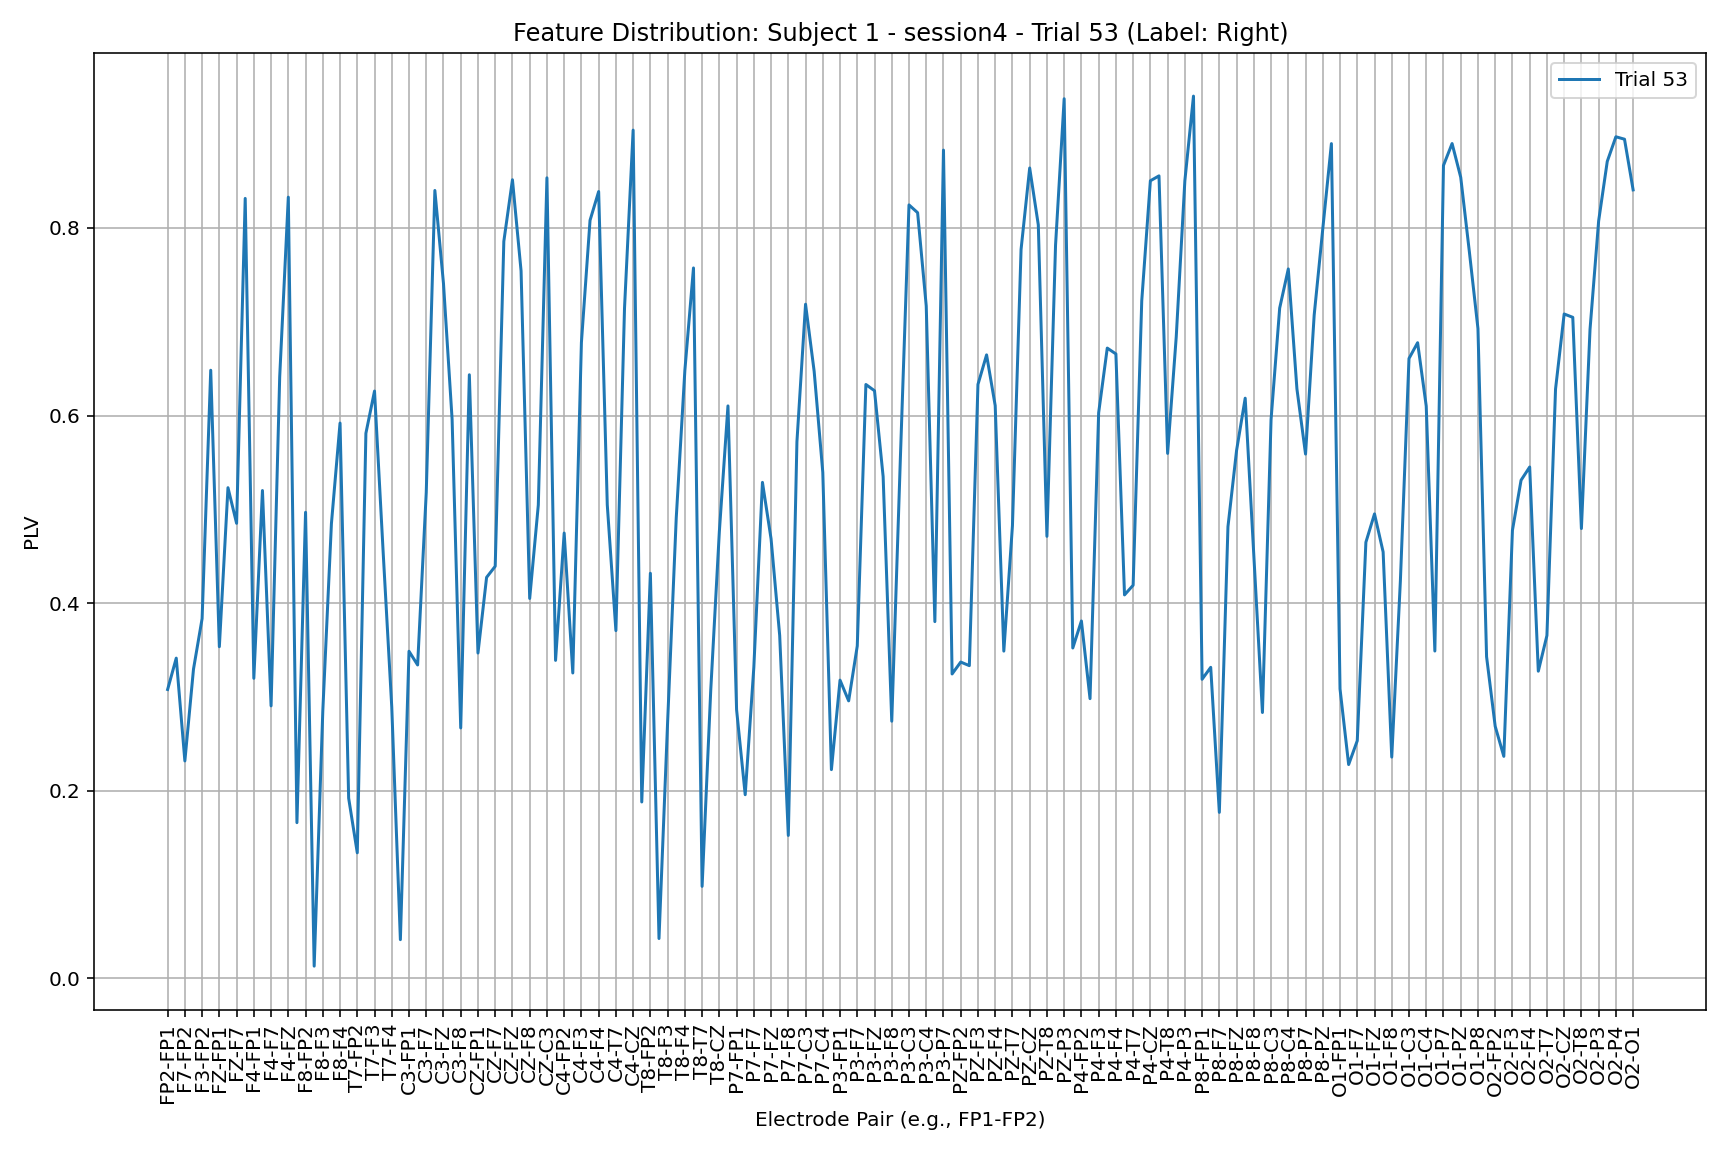 Feature Distribution: Subject 1 - session4 - Trial 53 (Label: Right)
Trial 53
PLV
0.8
0.6
0.4
0.2
0.0
FP2-FP1
F7-FP2
F3-FP2
FZ-FP1
FZ-F7
F4-FP1
F4-F7
F4-FZ
F8-FP2
F8-F3
F8-F4
T7-FP2
T7-F3
T7-F4
C3-FP1
C3-F7
C3-FZ
C3-F8
CZ-FP1
CZ-F7
CZ-FZ
CZ-F8
CZ-C3
C4-FP2
C4-F3
C4-F4
C4-T7
C4-CZ
T8-FP2
T8-F3
T8-F4
T8-T7
T8-CZ
P7-FP1
P7-F7
P7-FZ
P7-F8
P7-C3
P7-C4
P3-FP1
P3-F7
P3-FZ
P3-F8
P3-C3
P3-C4
P3-P7
PZ-FP2
PZ-F3
PZ-F4
PZ-T7
PZ-CZ
PZ-T8
PZ-P3
P4-FP2
P4-F3
P4-F4
P4-T7
P4-CZ
P4-T8
P4-P3
P8-FP1
P8-F7
P8-FZ
P8-F8
P8-C3
P8-C4
P8-P7
P8-PZ
O1-FP1
O1-F7
O1-FZ
O1-F8
O1-C3
O1-C4
O1-P7
O1-PZ
O1-P8
O2-FP2
O2-F3
O2-F4
O2-T7
O2-CZ
O2-T8
O2-P3
O2-P4
O2-O1
Electrode Pair (e.g., FP1-FP2)